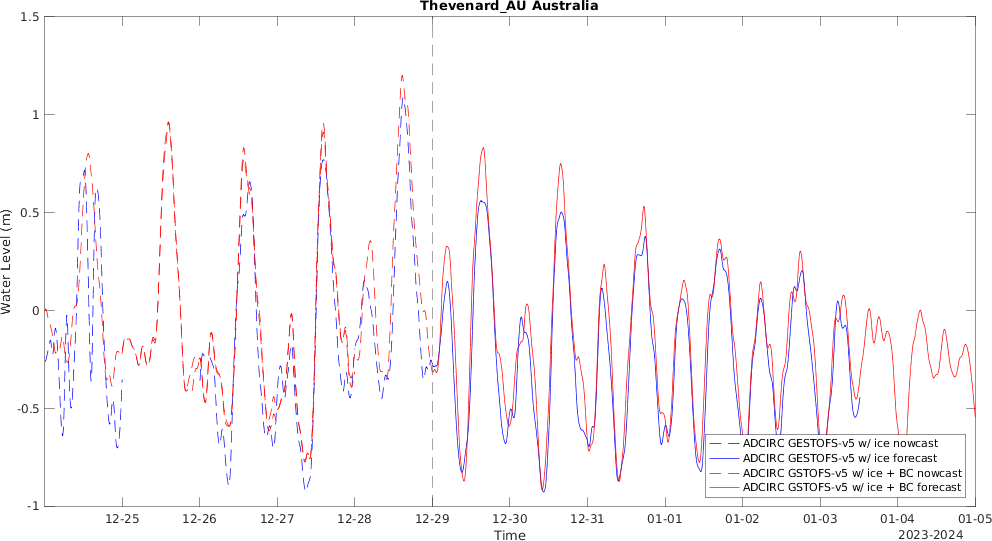 Thevenard_AU Australia
1.5
1
0.5
0
-0.5
-1
Water Level (m)
ADCIRC GESTOFS-v5 w/ ice nowcast
ADCIRC GESTOFS-v5 w/ ice forecast
ADCIRC GSTOFS-v5 w/ ice + BC nowcast
ADCIRC GSTOFS-v5 w/ ice + BC forecast
12-25 12-26 12-27 12-28 12-29 12-30 12-31 01-01 01-02 01-03 01-04 01-05
Time
2023-2024